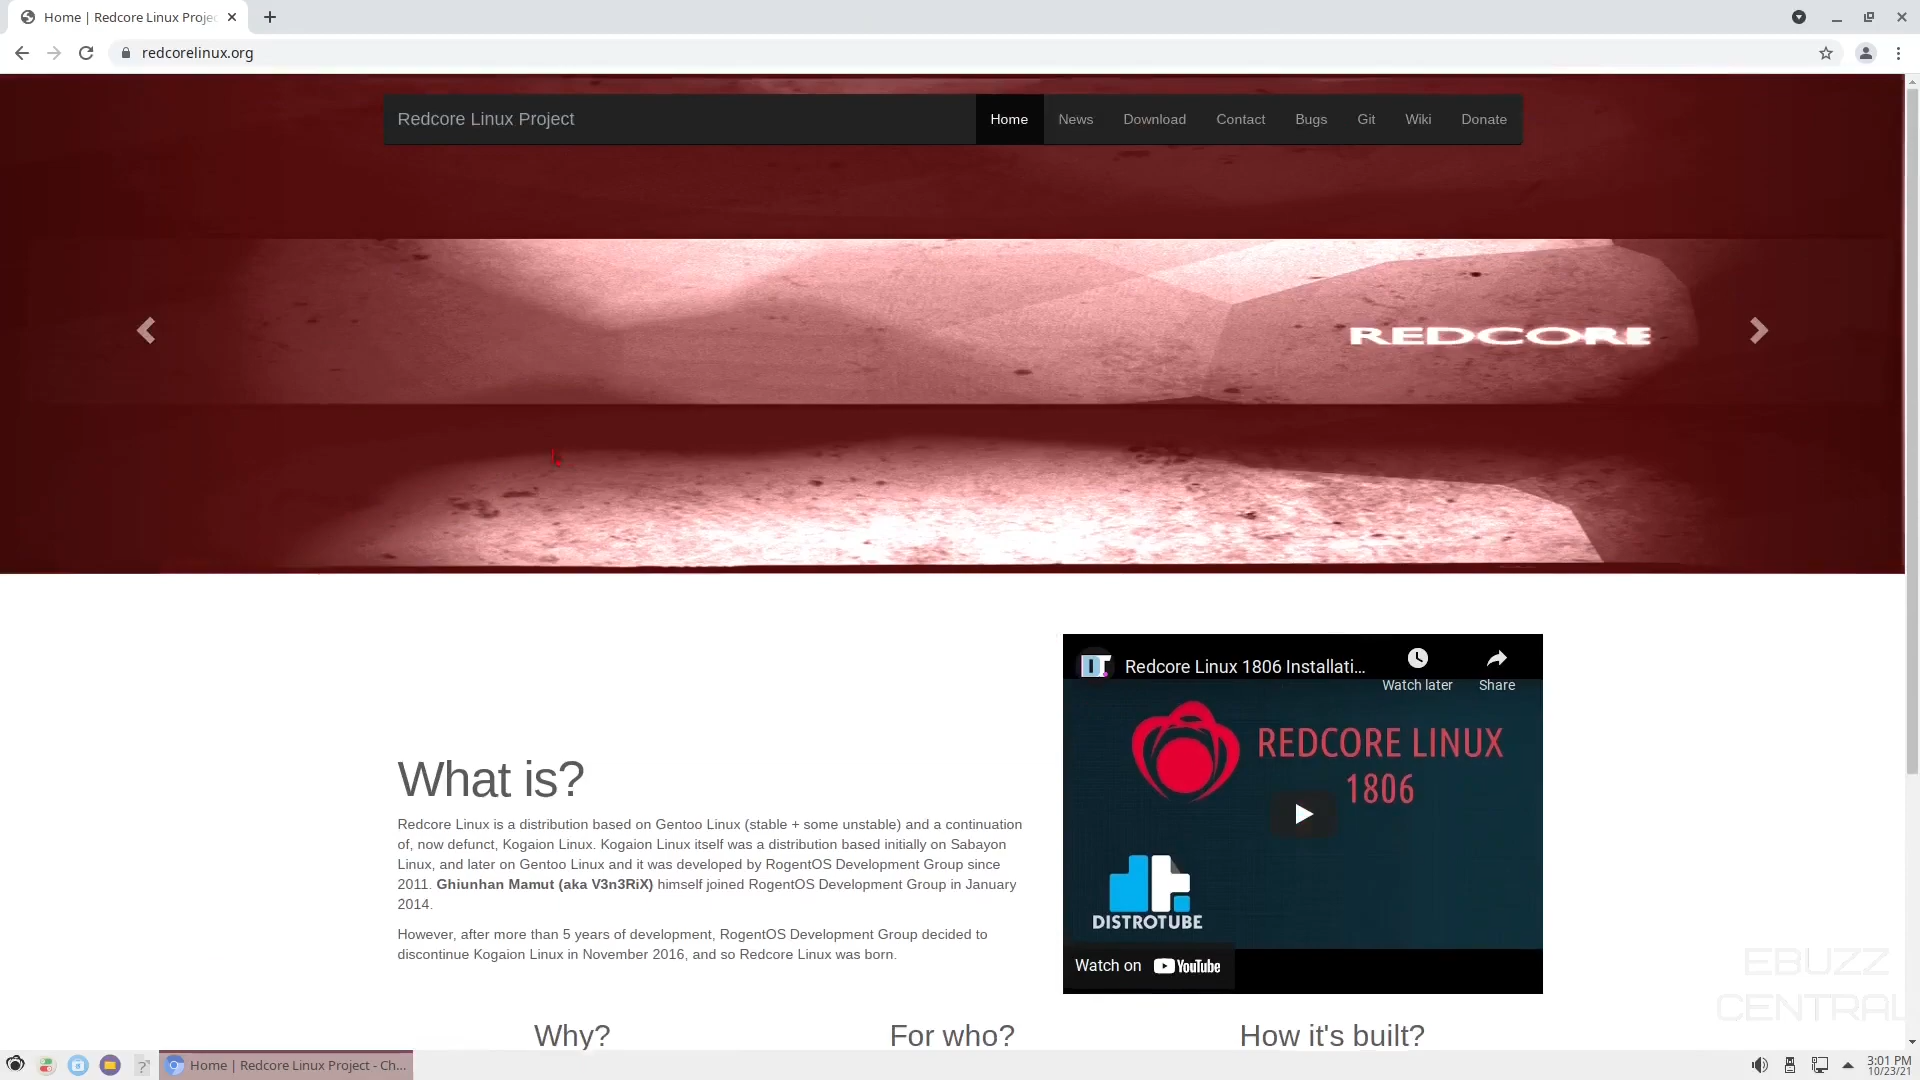 Home | Redcore Linux Projec
redcorelinux.org
Redcore Linux Project
Home
News
Download
Contact
Bugs
Git
Wiki
Donate
REDCORE
Redcore Linux 1806 Installati...
Watch later
Share
REDCORE LINUX
1806
DISTROTUBE
Watch on YouTube
What is?
Redcore Linux is a distribution based on Gentoo Linux (stable + some unstable) and a continuation
of, now defunct, Kogaion Linux. Kogaion Linux itself was a distribution based initially on Sabayon
Linux, and later on Gentoo Linux and it was developed by RogentOS Development Group since
2011. Ghiunhan Mamut (aka V3n3RiX) himself joined RogentOS Development Group in January
2014.
However, after more than 5 years of development, RogentOS Development Group decided to
discontinue Kogaion Linux in November 2016, and so Redcore Linux was born.
Why?
For who?
How it's built?
EBUZZ
CENTRAL
Home | Redcore Linux Project - Ch...
3:01 PM
10/23/21